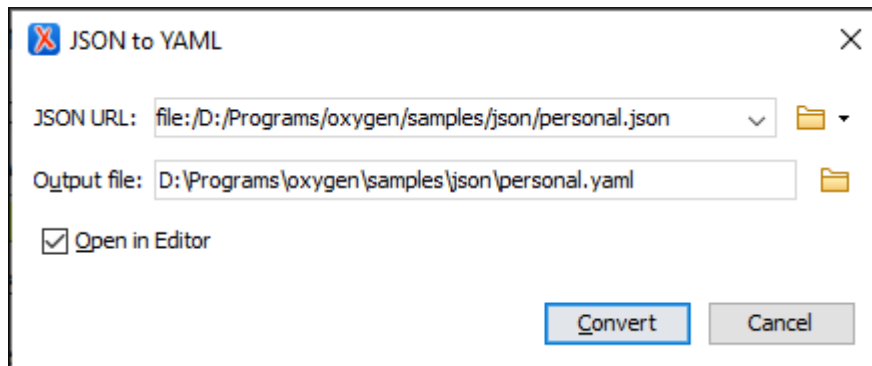 JSON to YAML
JSON URL: file:/D:/Programs/oxygen/samples/json/personal.json
Output file: D:\Programs\oxygen\samples\json\personal.yaml
Open in Editor
Convert Cancel